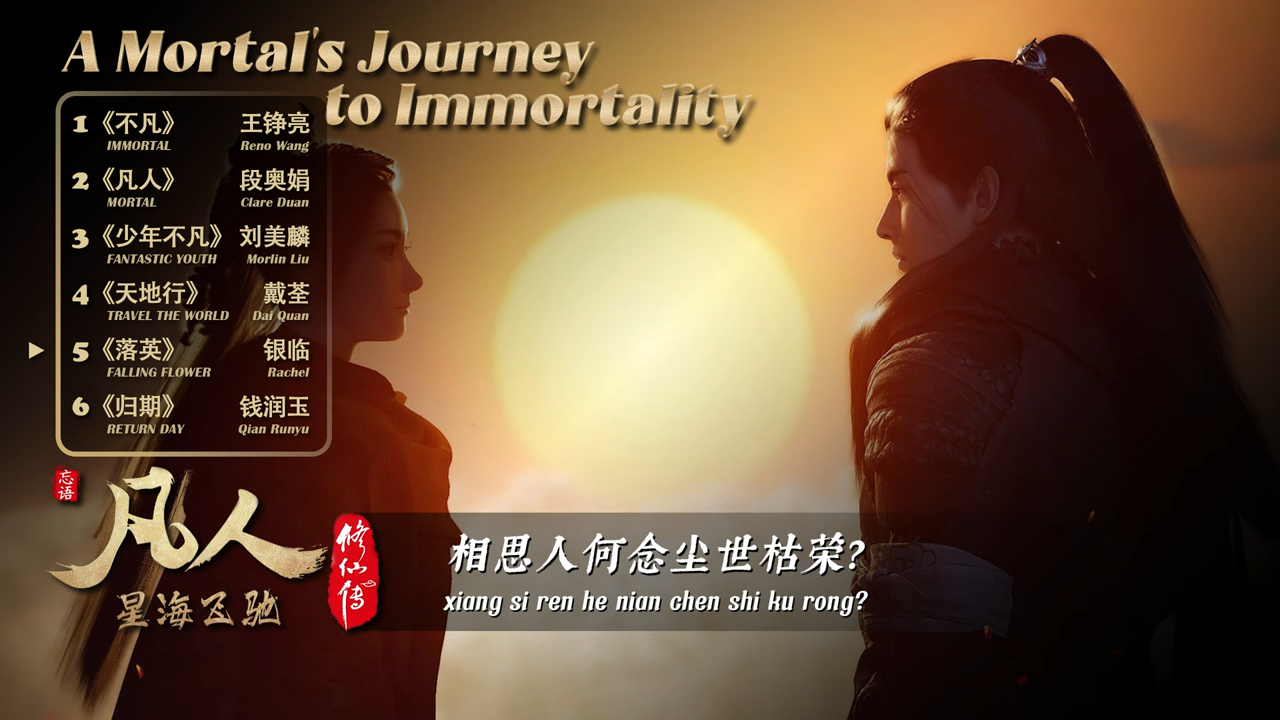 A Mortal's Journey
to Immortality
1 《不凡》 王铮亮
IMMORTAL Reno Wang
2 《凡人》 段奥娟
MORTAL Clare Duan
3 《少年不凡》 刘美麟
FANTASTIC YOUTH Morlin Liu
4 《天地行》 戴荃
TRAVEL THE WORLD Dai Quan
5 《落英》 银临
FALLING FLOWER Rachel
6 《归期》 钱润玉
RETURN DAY Qian Runyu
忘语
凡人
修仙传
星海飞驰
相思人何念尘世枯荣?
xiang si ren he nian chen shi ku rong?